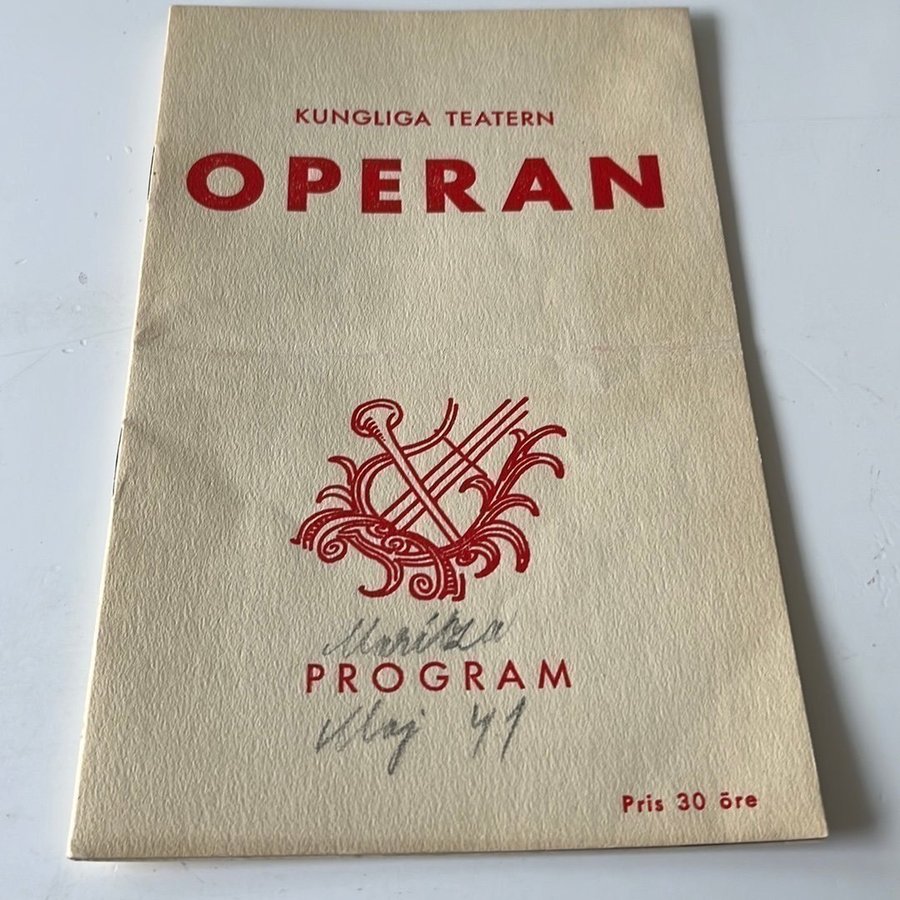 KUNGLIGA TEATERN
OPERAN
Maritza
PROGRAM
Maj '41
Pris 30 öre